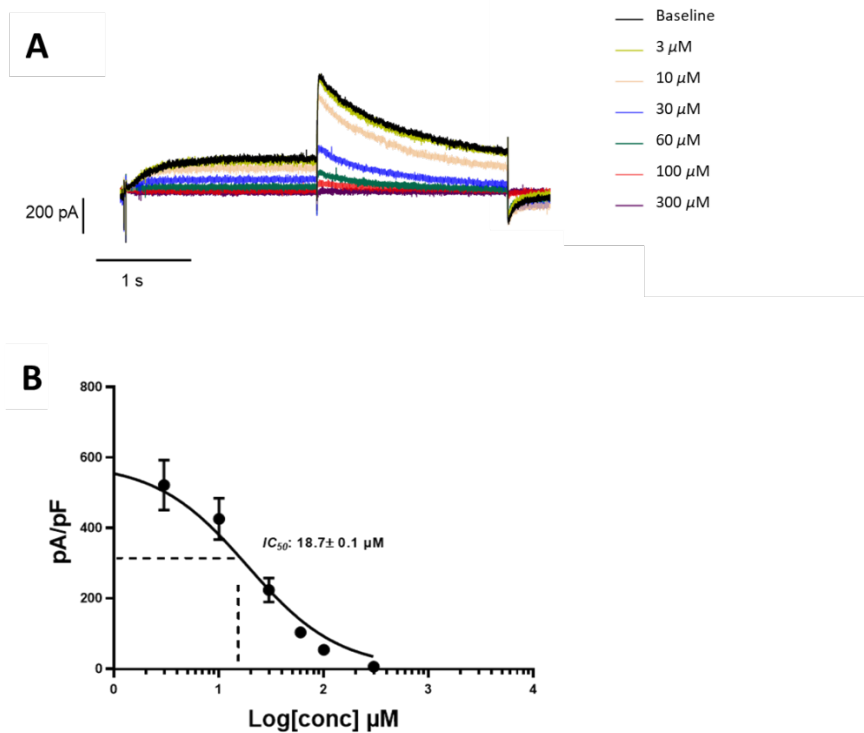 A
Baseline
3 µM
10 µM
30 µM
60 µM
100 µM
300 µM
200 pA
1 s
B
800
600
400
200
0
pA/pF
IC50: 18.7± 0.1 µM
0 1 2 3 4
Log[conc] µM